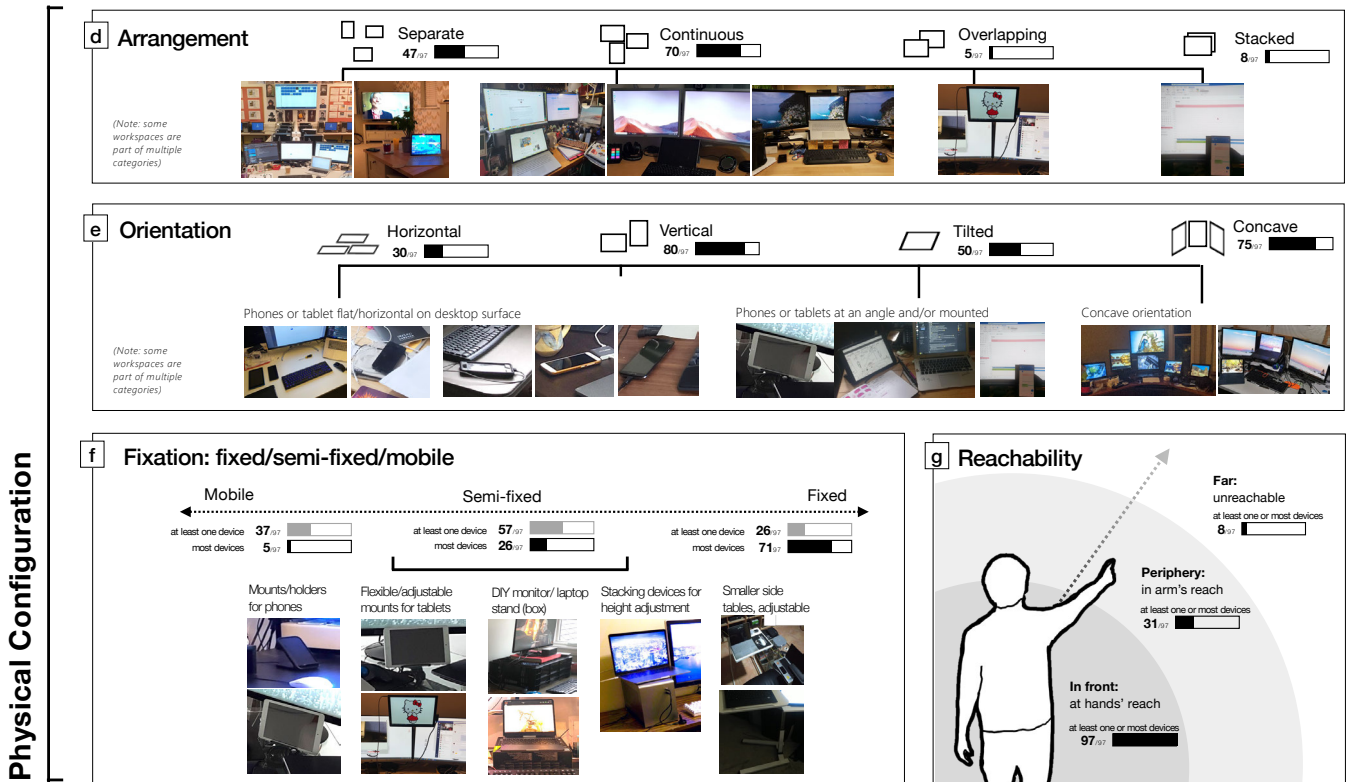 Physical Configuration
d Arrangement
(Note: some
workspaces are
part of multiple
categories)
Separate
47/97
Continuous
70/97
Overlapping
5/97
Stacked
8/97
e Orientation
(Note: some
workspaces are
part of multiple
categories)
Horizontal
30/97
Vertical
80/97
Tilted
50/97
Concave
75/97
Phones or tablet flat/horizontal on desktop surface
Phones or tablets at an angle and/or mounted
Concave orientation
f Fixation: fixed/semi-fixed/mobile
Mobile
at least one device 37/97
most devices 5/97
Semi-fixed
at least one device 57/97
most devices 26/97
Fixed
at least one device 26/97
most devices 71/97
Mounts/holders
for phones
Flexible/adjustable
mounts for tablets
DIY monitor/ laptop
stand (box)
Stacking devices for
height adjustment
Smaller side
tables, adjustable
g Reachability
Far:
unreachable
at least one or most devices
8/97
Periphery:
in arm's reach
at least one or most devices
31/97
In front:
at hands' reach
at least one or most devices
97/97